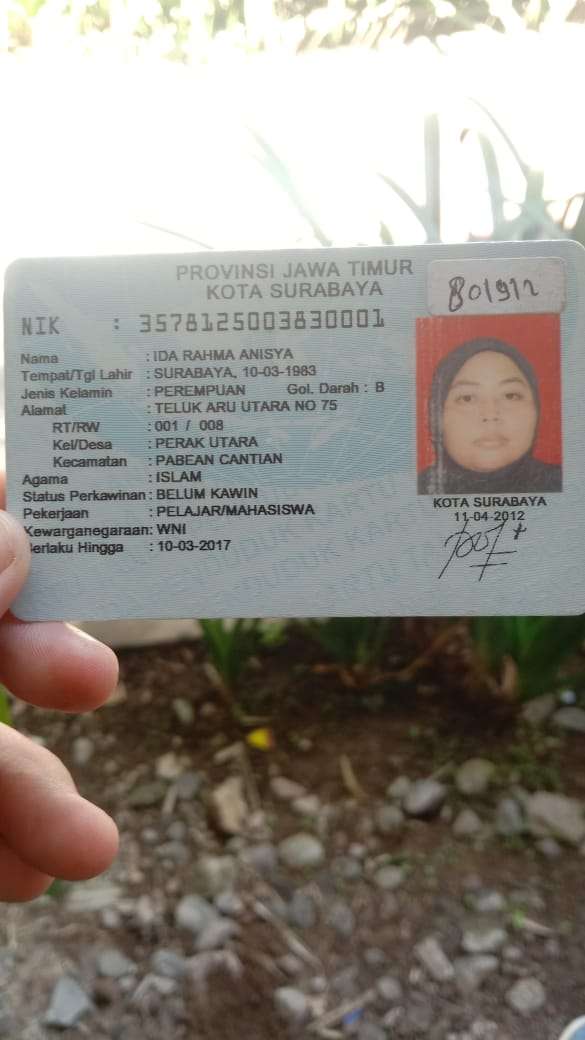 PROVINSI JAWA TIMUR
KOTA SURABAYA
801912
NIK : 3578125003830001
Nama : IDA RAHMA ANISYA
Tempat/Tgl Lahir : SURABAYA, 10-03-1983
Jenis Kelamin : PEREMPUAN Gol. Darah : B
Alamat : TELUK ARU UTARA NO 75
RT/RW : 001 / 008
Kel/Desa : PERAK UTARA
Kecamatan : PABEAN CANTIAN
Agama : ISLAM
Status Perkawinan : BELUM KAWIN
Pekerjaan : PELAJAR/MAHASISWA
Kewarganegaraan : WNI
Berlaku Hingga : 10-03-2017
KOTA SURABAYA
11-04-2012